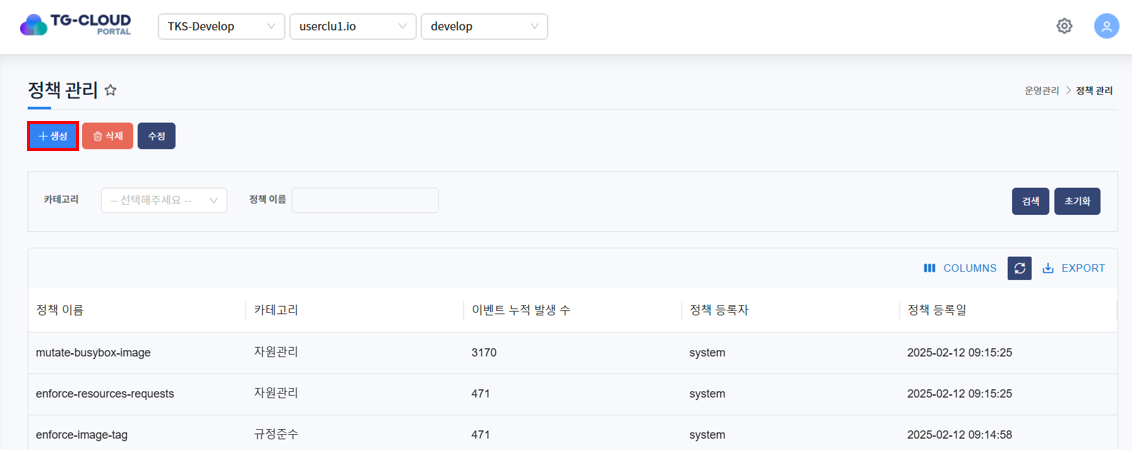 TG-CLOUD
PORTAL
TKS-Develop userclu1.io develop
정책 관리
운영관리 > 정책 관리
+ 생성 삭제 수정
카테고리 -- 선택해주세요 -- 정책 이름 검색 초기화
COLUMNS EXPORT
정책 이름 카테고리 이벤트 누적 발생 수 정책 등록자 정책 등록일
mutate-busybox-image 자원관리 3170 system 2025-02-12 09:15:25
enforce-resources-requests 자원관리 471 system 2025-02-12 09:15:25
enforce-image-tag 규정준수 471 system 2025-02-12 09:14:58